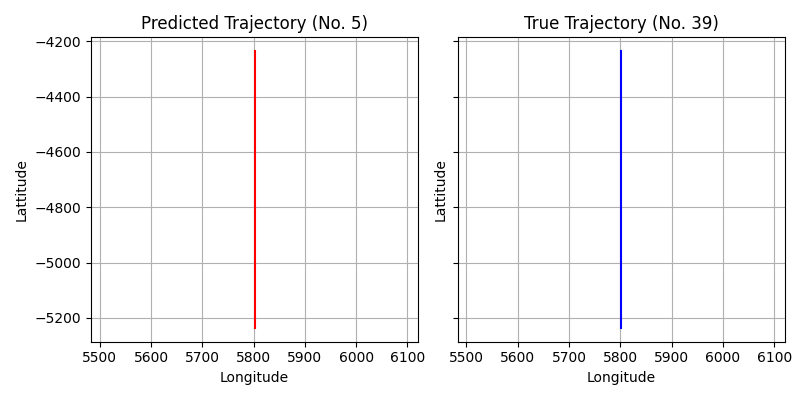 Predicted Trajectory (No. 5)
True Trajectory (No. 39)
−4200
−4400
−4600
−4800
−5000
−5200
Lattitude
Lattitude
5500 5600 5700 5800 5900 6000 6100
5500 5600 5700 5800 5900 6000 6100
Longitude
Longitude